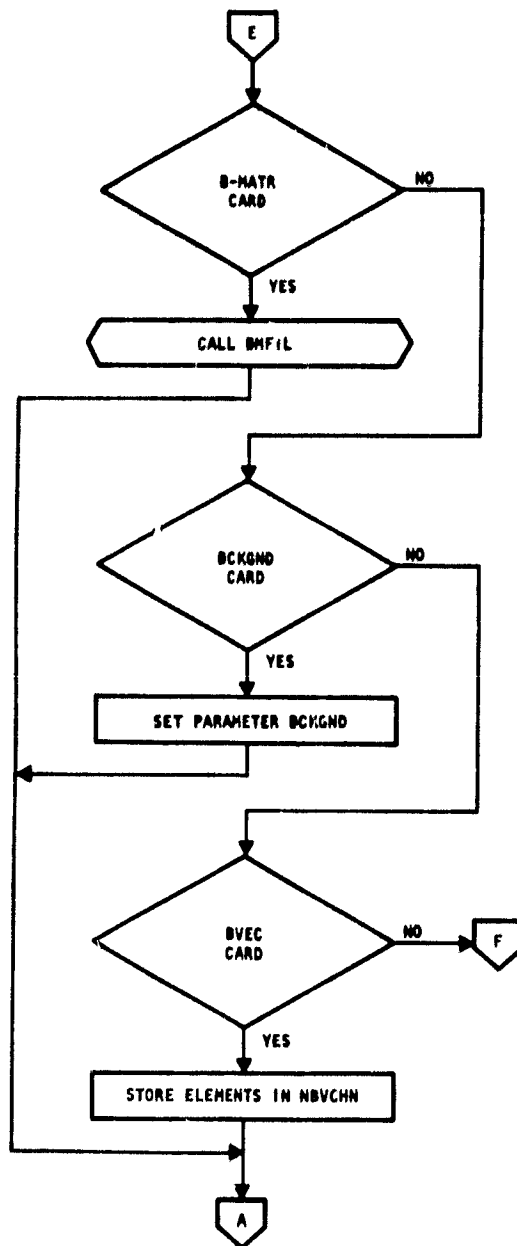 E
B-MATR
CARD
NO
YES
CALL BMFIL
BCKGND
CARD
NO
YES
SET PARAMETER BCKGND
BVEC
CARD
NO
F
YES
STORE ELEMENTS IN NBVCHN
A